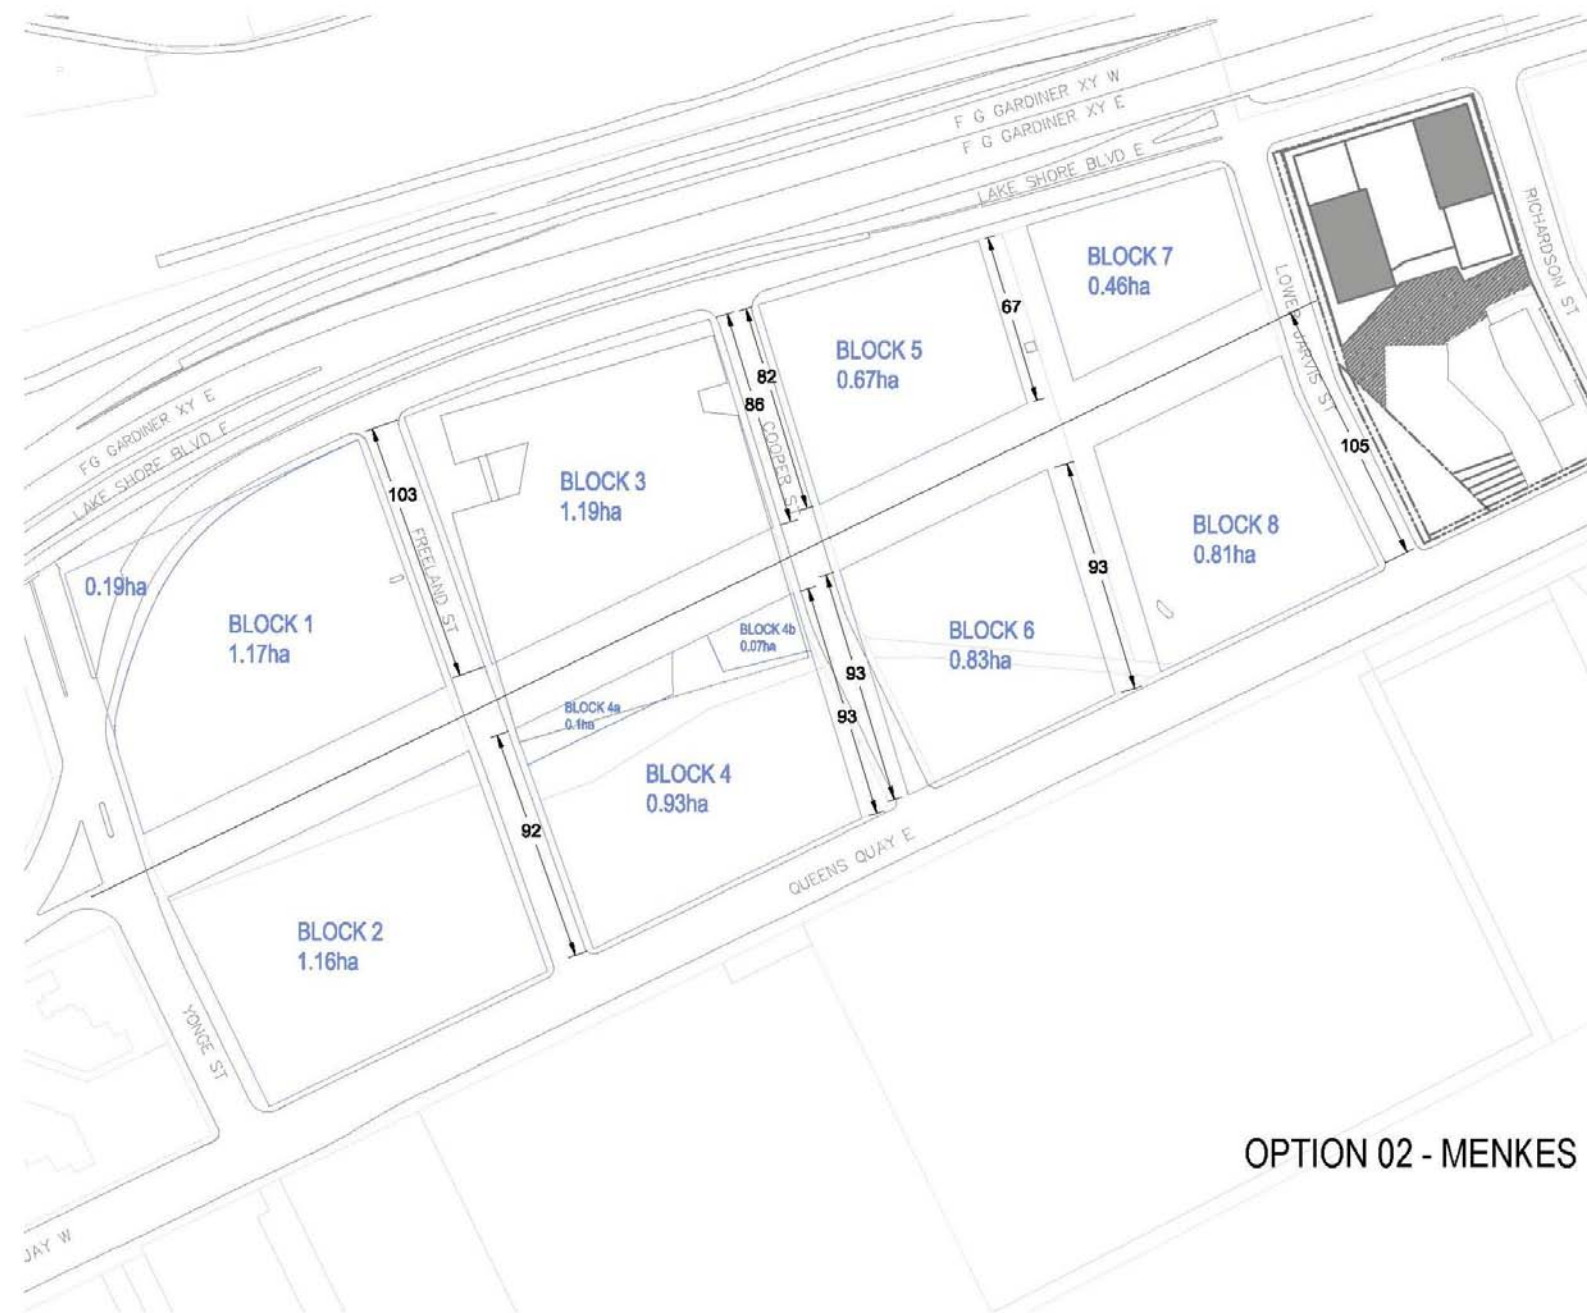 F G GARDINER XY W
F G GARDINER XY E
LAKE SHORE BLVD E
FG GARDINER XY E
LAKE SHORE BLVD E
BLOCK 7
0.46ha
67
LOWER JARVIS ST
RICHARDSON ST
BLOCK 5
0.67ha
82
86
COOPER ST
105
BLOCK 3
1.19ha
103
FREELAND ST
BLOCK 8
0.81ha
93
0.19ha
BLOCK 1
1.17ha
BLOCK 4b
0.07ha
BLOCK 6
0.83ha
93
93
BLOCK 4a
0.1ha
BLOCK 4
0.93ha
92
QUEENS QUAY E
BLOCK 2
1.16ha
YONGE ST
OPTION 02 - MENKES
UAY W